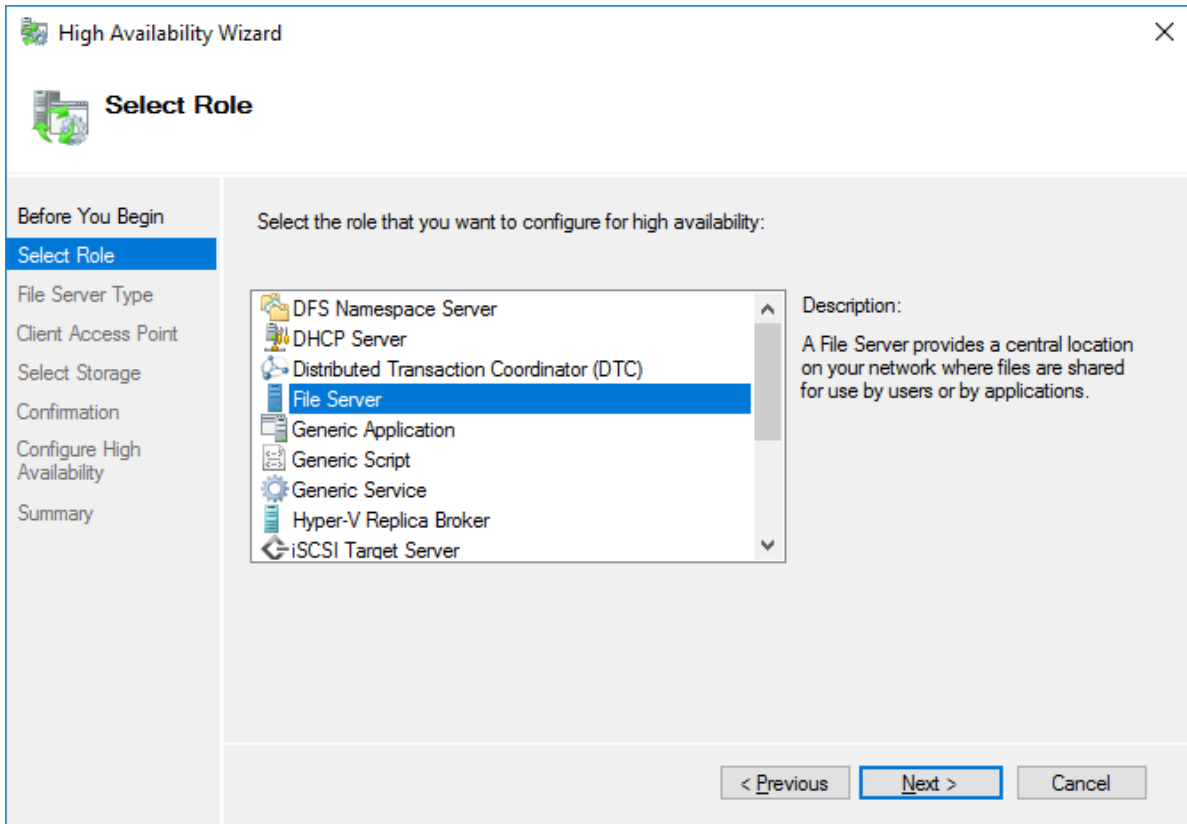 High Availability Wizard
Select Role
Before You Begin
Select Role
File Server Type
Client Access Point
Select Storage
Confirmation
Configure High
Availability
Summary
Select the role that you want to configure for high availability:
DFS Namespace Server
DHCP Server
Distributed Transaction Coordinator (DTC)
File Server
Generic Application
Generic Script
Generic Service
Hyper-V Replica Broker
iSCSI Target Server
Description:
A File Server provides a central location
on your network where files are shared
for use by users or by applications.
< Previous
Next >
Cancel